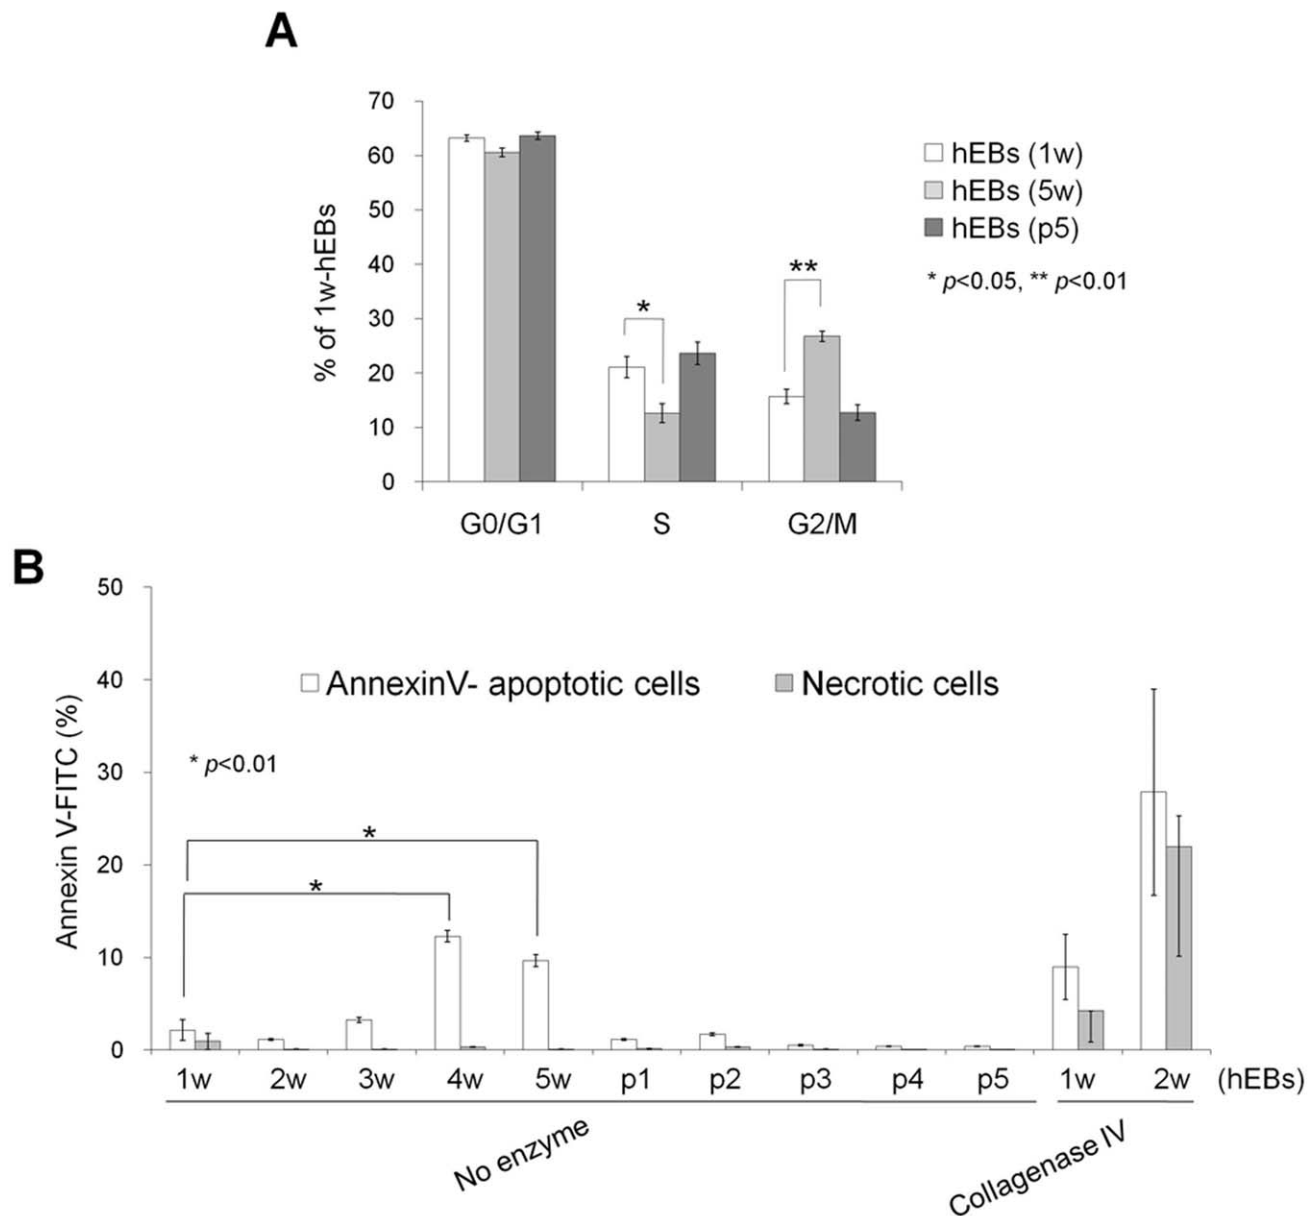 A
70
60
50
40
30
20
10
0
% of 1w-hEBs
*
**
G0/G1 S G2/M
hEBs (1w)
hEBs (5w)
hEBs (p5)
* p<0.05, ** p<0.01
B
50
40
30
20
10
0
Annexin V-FITC (%)
AnnexinV- apoptotic cells Necrotic cells
* p<0.01
*
*
1w 2w 3w 4w 5w p1 p2 p3 p4 p5 1w 2w (hEBs)
No enzyme
Collagenase IV